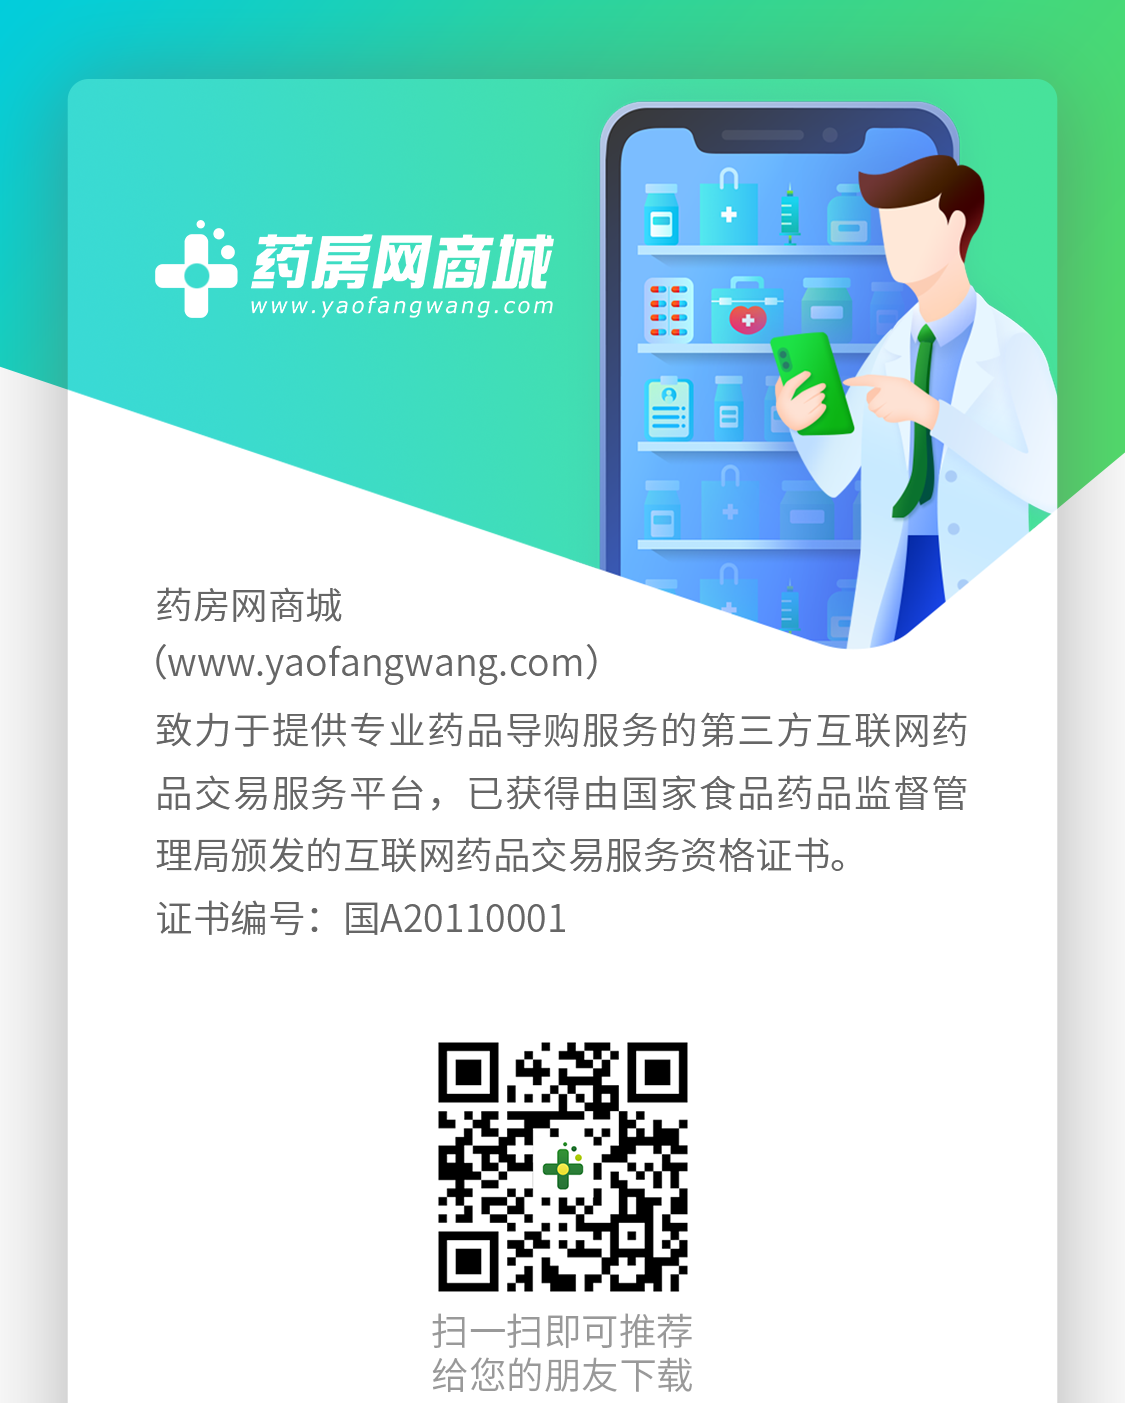 药房网商城
www.yaofangwang.com
药房网商城
（www.yaofangwang.com）
致力于提供专业药品导购服务的第三方互联网药
品交易服务平台，已获得由国家食品药品监督管
理局颁发的互联网药品交易服务资格证书。
证书编号：国A20110001
扫一扫即可推荐
给您的朋友下载